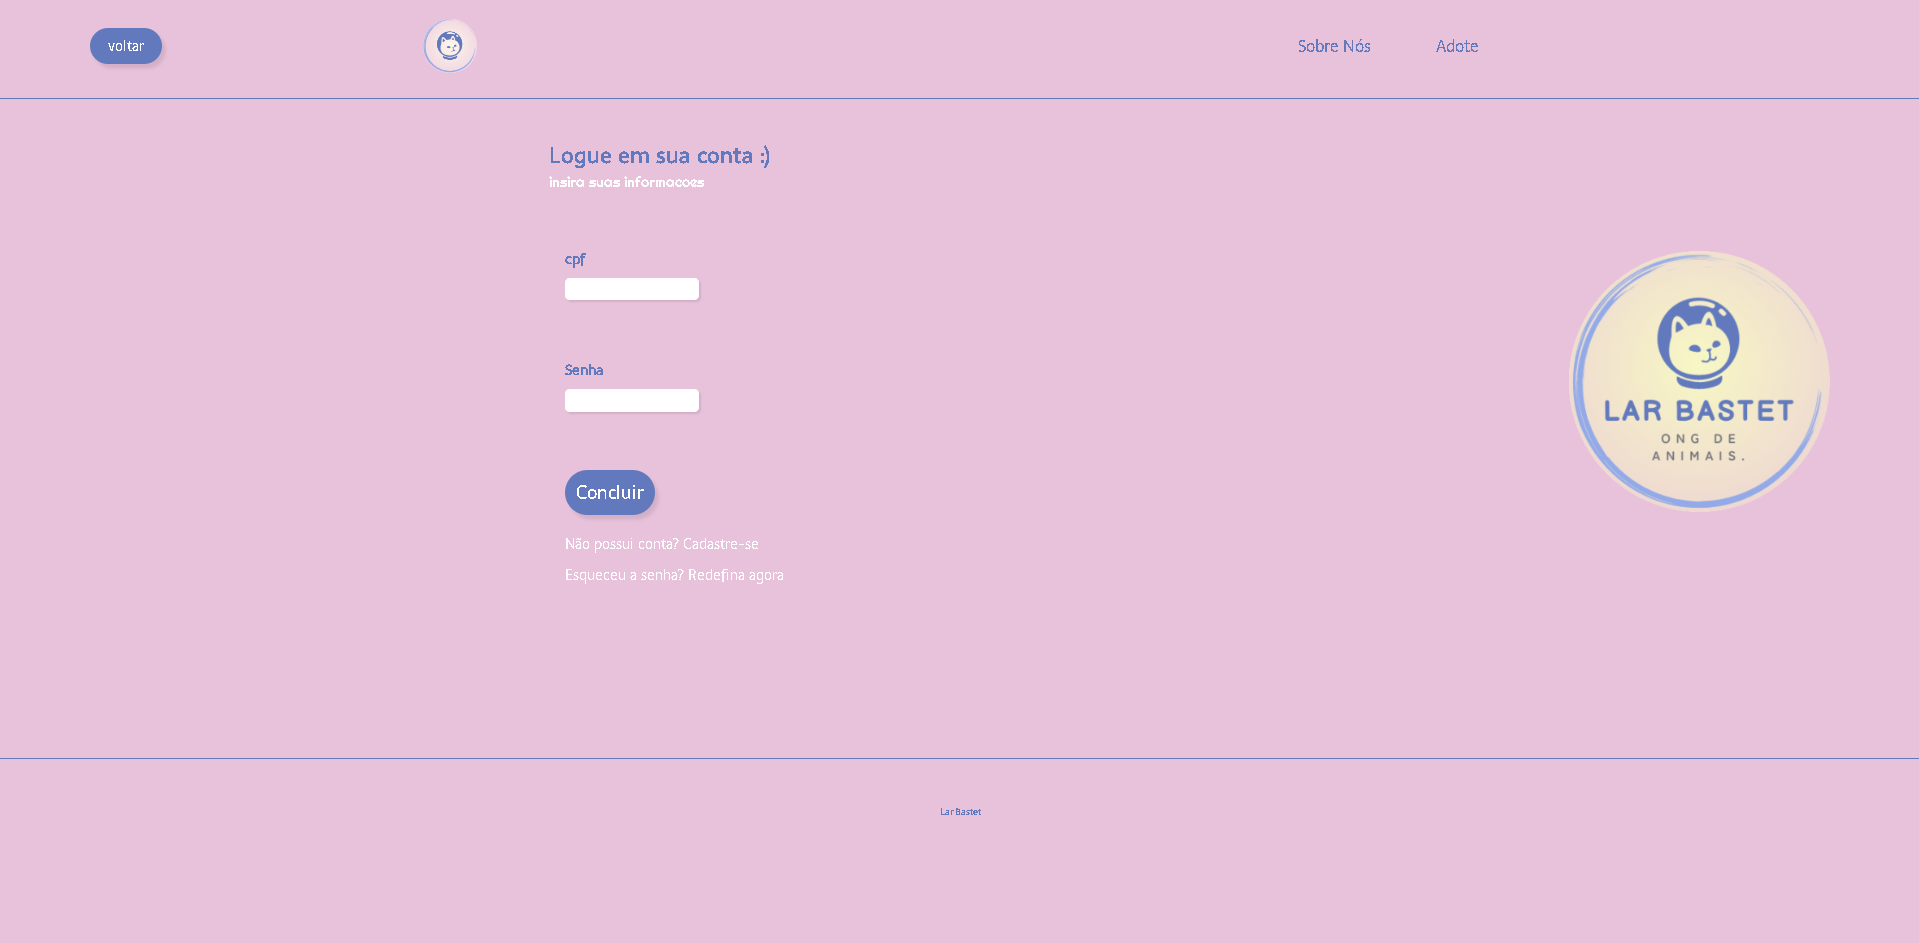 voltar
Sobre Nós
Adote
Logue em sua conta :)
insira suas informacoes
cpf
Senha
Concluir
Não possui conta? Cadastre-se
Esqueceu a senha? Redefina agora
LAR BASTET
ONG DE
ANIMAIS.
Lar Bastet